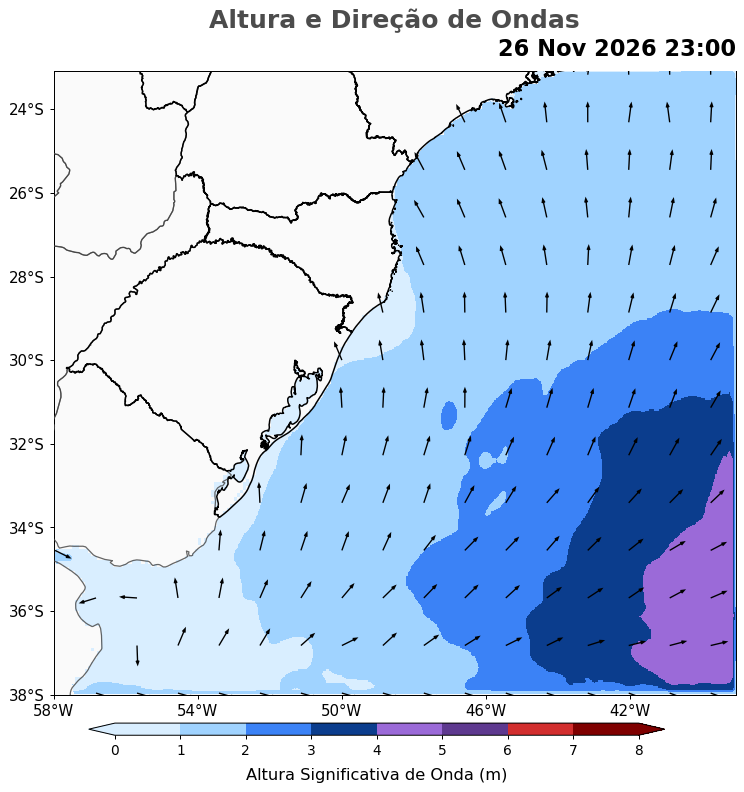 Altura e Direção de Ondas
26 Nov 2026 23:00
24°S
26°S
28°S
30°S
32°S
34°S
36°S
38°S
58°W 54°W 50°W 46°W 42°W
0 1 2 3 4 5 6 7 8
Altura Significativa de Onda (m)